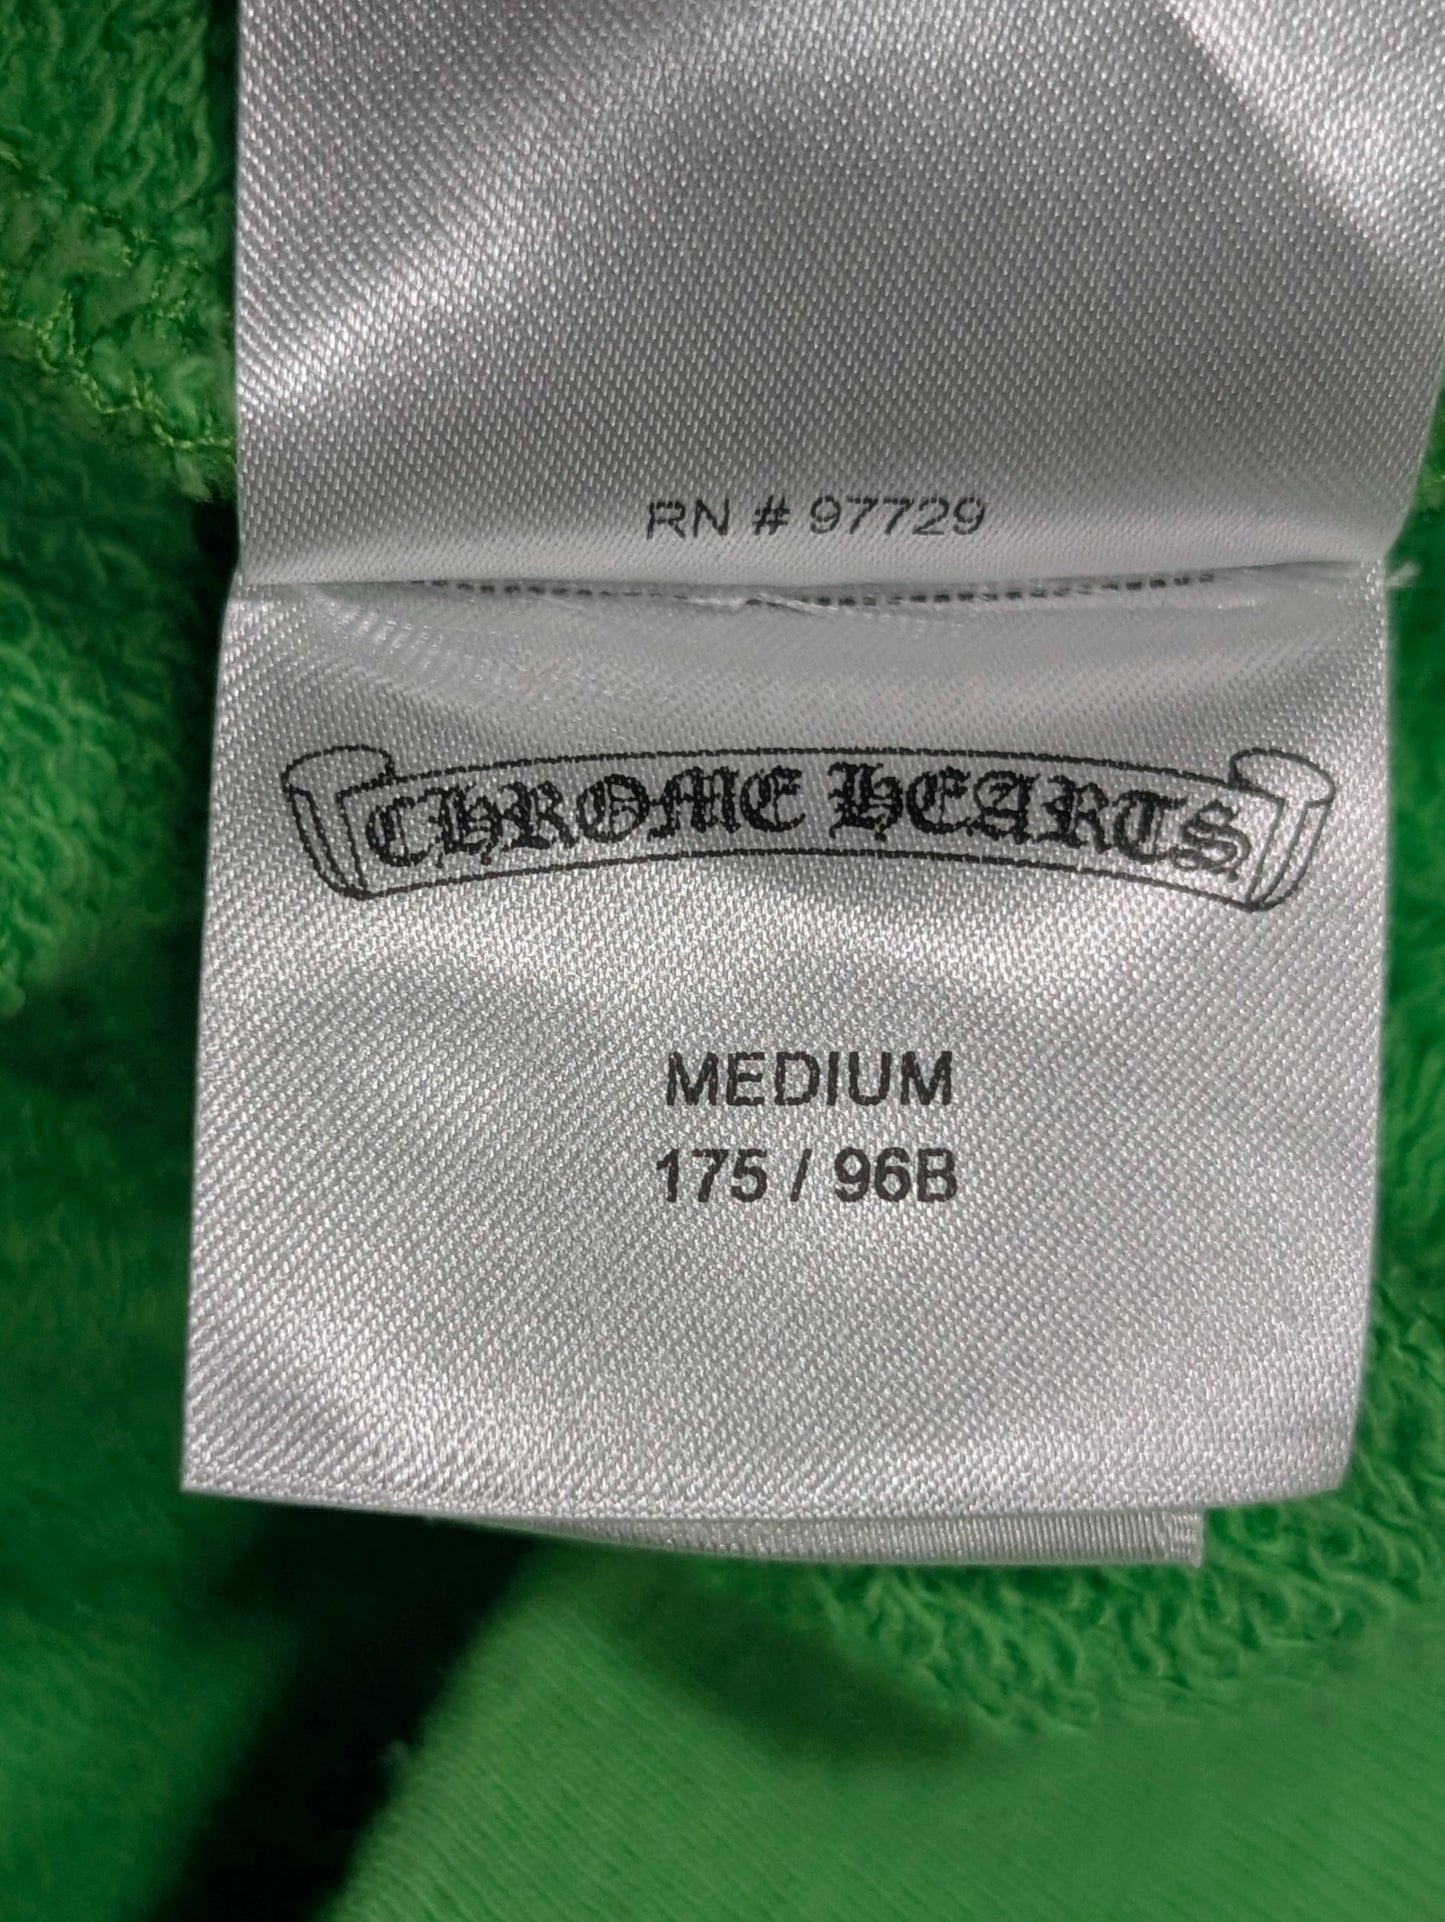 RN # 97729
CHROME HEARTS
MEDIUM
175 / 96B